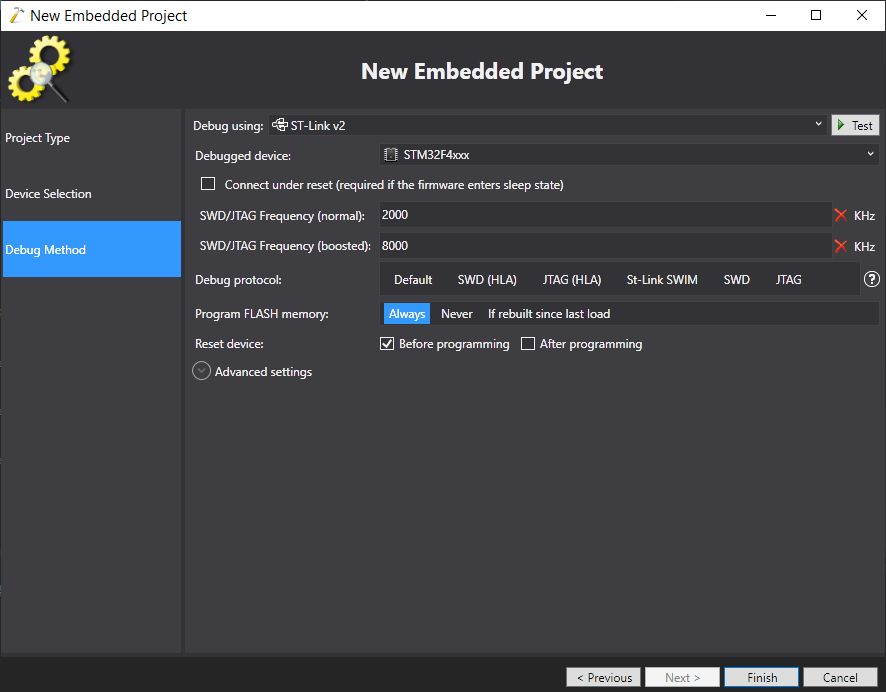 New Embedded Project
New Embedded Project
Project Type
Device Selection
Debug Method
Debug using: ST-Link v2 Test
Debugged device: STM32F4xxx
Connect under reset (required if the firmware enters sleep state)
SWD/JTAG Frequency (normal): 2000 KHz
SWD/JTAG Frequency (boosted): 8000 KHz
Debug protocol: Default SWD (HLA) JTAG (HLA) St-Link SWIM SWD JTAG ?
Program FLASH memory: Always Never If rebuilt since last load
Reset device: Before programming After programming
Advanced settings
< Previous Next > Finish Cancel